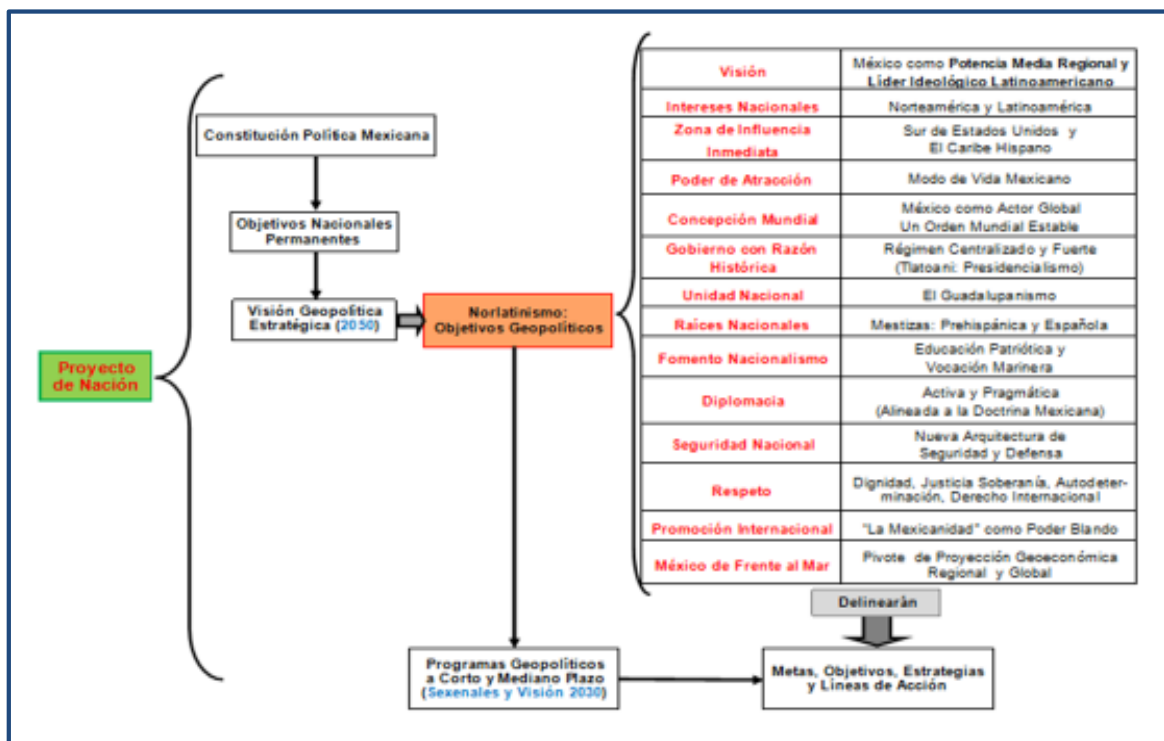 Proyecto
de Nación
Constitución Política Mexicana
Objetivos Nacionales
Permanentes
Visión Geopolítica
Estratégica (2050)
Norlatinismo:
Objetivos Geopolíticos
Visión
México como Potencia Media Regional y
Líder Ideológico Latinoamericano
Intereses Nacionales
Norteamérica y Latinoamérica
Zona de Influencia
Inmediata
Sur de Estados Unidos y
El Caribe Hispano
Poder de Atracción
Modo de Vida Mexicano
Concepción Mundial
México como Actor Global
Un Orden Mundial Estable
Gobierno con Razón
Histórica
Régimen Centralizado y Fuerte
(Tlatoani: Presidencialismo)
Unidad Nacional
El Guadalupanismo
Raíces Nacionales
Mestizas: Prehispánica y Española
Fomento Nacionalismo
Educación Patriótica y
Vocación Marinera
Diplomacia
Activa y Pragmática
(Alineada a la Doctrina Mexicana)
Seguridad Nacional
Nueva Arquitectura de
Seguridad y Defensa
Respeto
Dignidad, Justicia Soberanía, Autodeter-
minación, Derecho Internacional
Promoción Internacional
"La Mexicanidad" como Poder Blando
México de Frente al Mar
Pivote de Proyección Geoeconómica
Regional y Global
Delinearàn
Programas Geopolíticos
a Corto y Mediano Plazo
(Sexenales y Visión 2030)
Metas, Objetivos, Estrategias
y Líneas de Acción